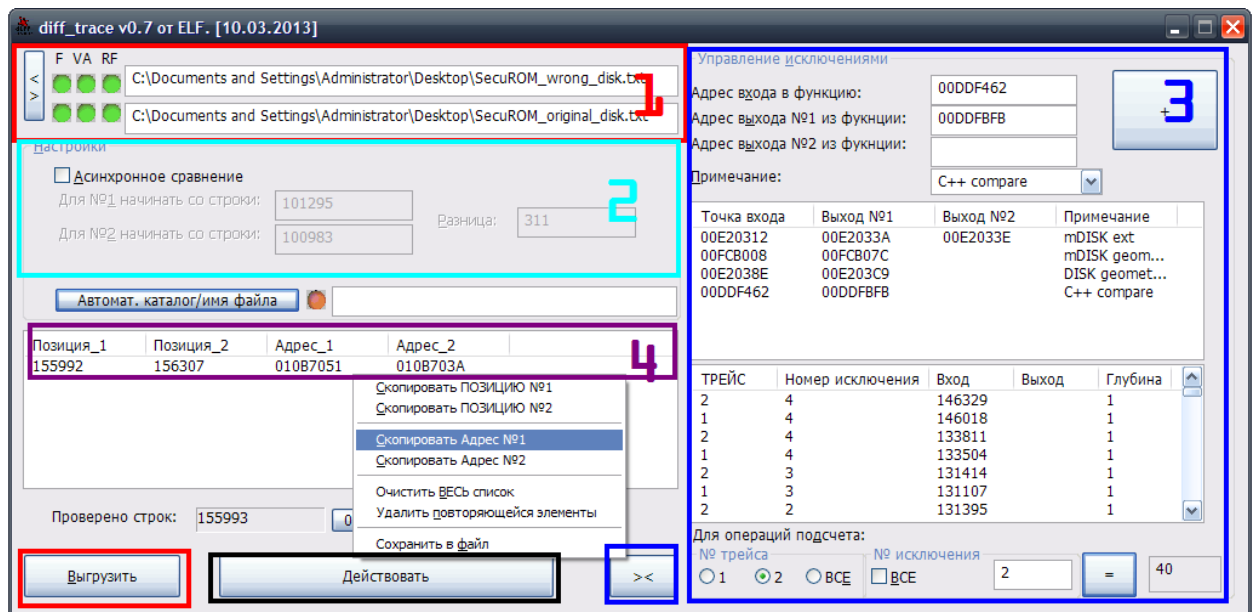 diff_trace v0.7 от ELF. [10.03.2013]
F VA RF
<
>
C:\Documents and Settings\Administrator\Desktop\SecuROM_wrong_disk.txt
C:\Documents and Settings\Administrator\Desktop\SecuROM_original_disk.txt
1
Настройки
Асинхронное сравнение
Для №1 начинать со строки: 101295
Для №2 начинать со строки: 100983
Разница: 311
2
Автомат. каталог/имя файла
Позиция_1 Позиция_2 Адрес_1 Адрес_2
155992 156307 010B7051 010B703A
4
Скопировать ПОЗИЦИЮ №1
Скопировать ПОЗИЦИЮ №2
Скопировать Адрес №1
Скопировать Адрес №2
Очистить ВЕСЬ список
Удалить повторяющейся элементы
Сохранить в файл
Проверено строк: 155993 0
Выгрузить
Действовать
><
Управление исключениями
Адрес входа в функцию: 00DDF462
Адрес выхода №1 из фукнции: 00DDFBFB
Адрес выхода №2 из фукнции:
Примечание: C++ compare
+
3
Точка входа Выход №1 Выход №2 Примечание
00E20312 00E2033A 00E2033E mDISK ext
00FCB008 00FCB07C mDISK geom...
00E2038E 00E203C9 DISK geomet...
00DDF462 00DDFBFB C++ compare
ТРЕЙС Номер исключения Вход Выход Глубина
2 4 146329 1
1 4 146018 1
2 4 133811 1
1 4 133504 1
2 3 131414 1
1 3 131107 1
2 2 131395 1
Для операций подсчета:
№ трейса
1 2 ВСЕ
№ исключения
ВСЕ 2
= 40